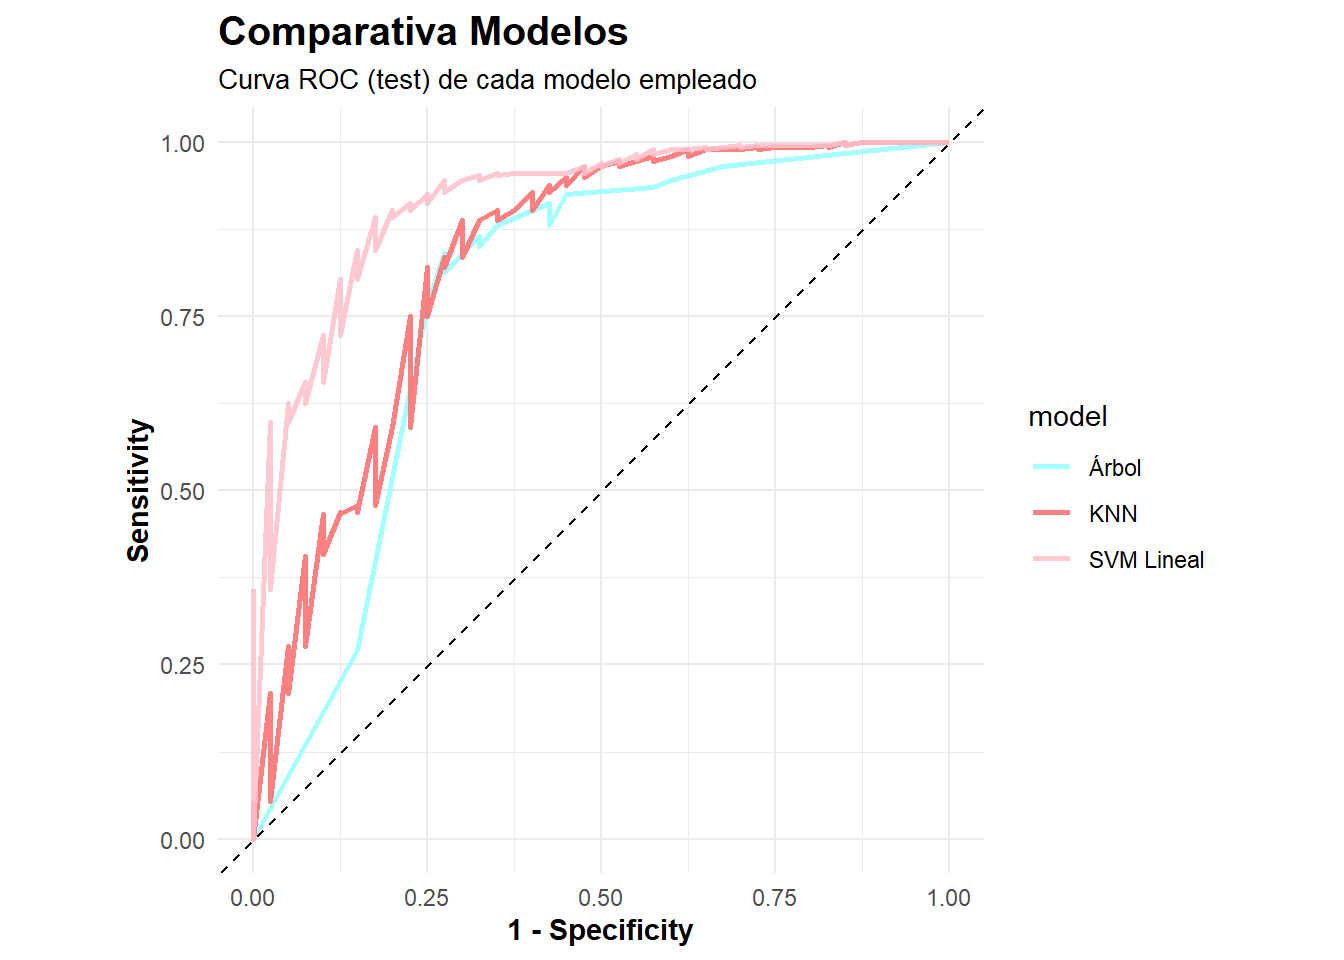 Comparativa Modelos
Curva ROC (test) de cada modelo empleado
1.00
0.75
0.50
0.25
0.00
Sensitivity
0.00 0.25 0.50 0.75 1.00
1 - Specificity
model
Árbol
KNN
SVM Lineal